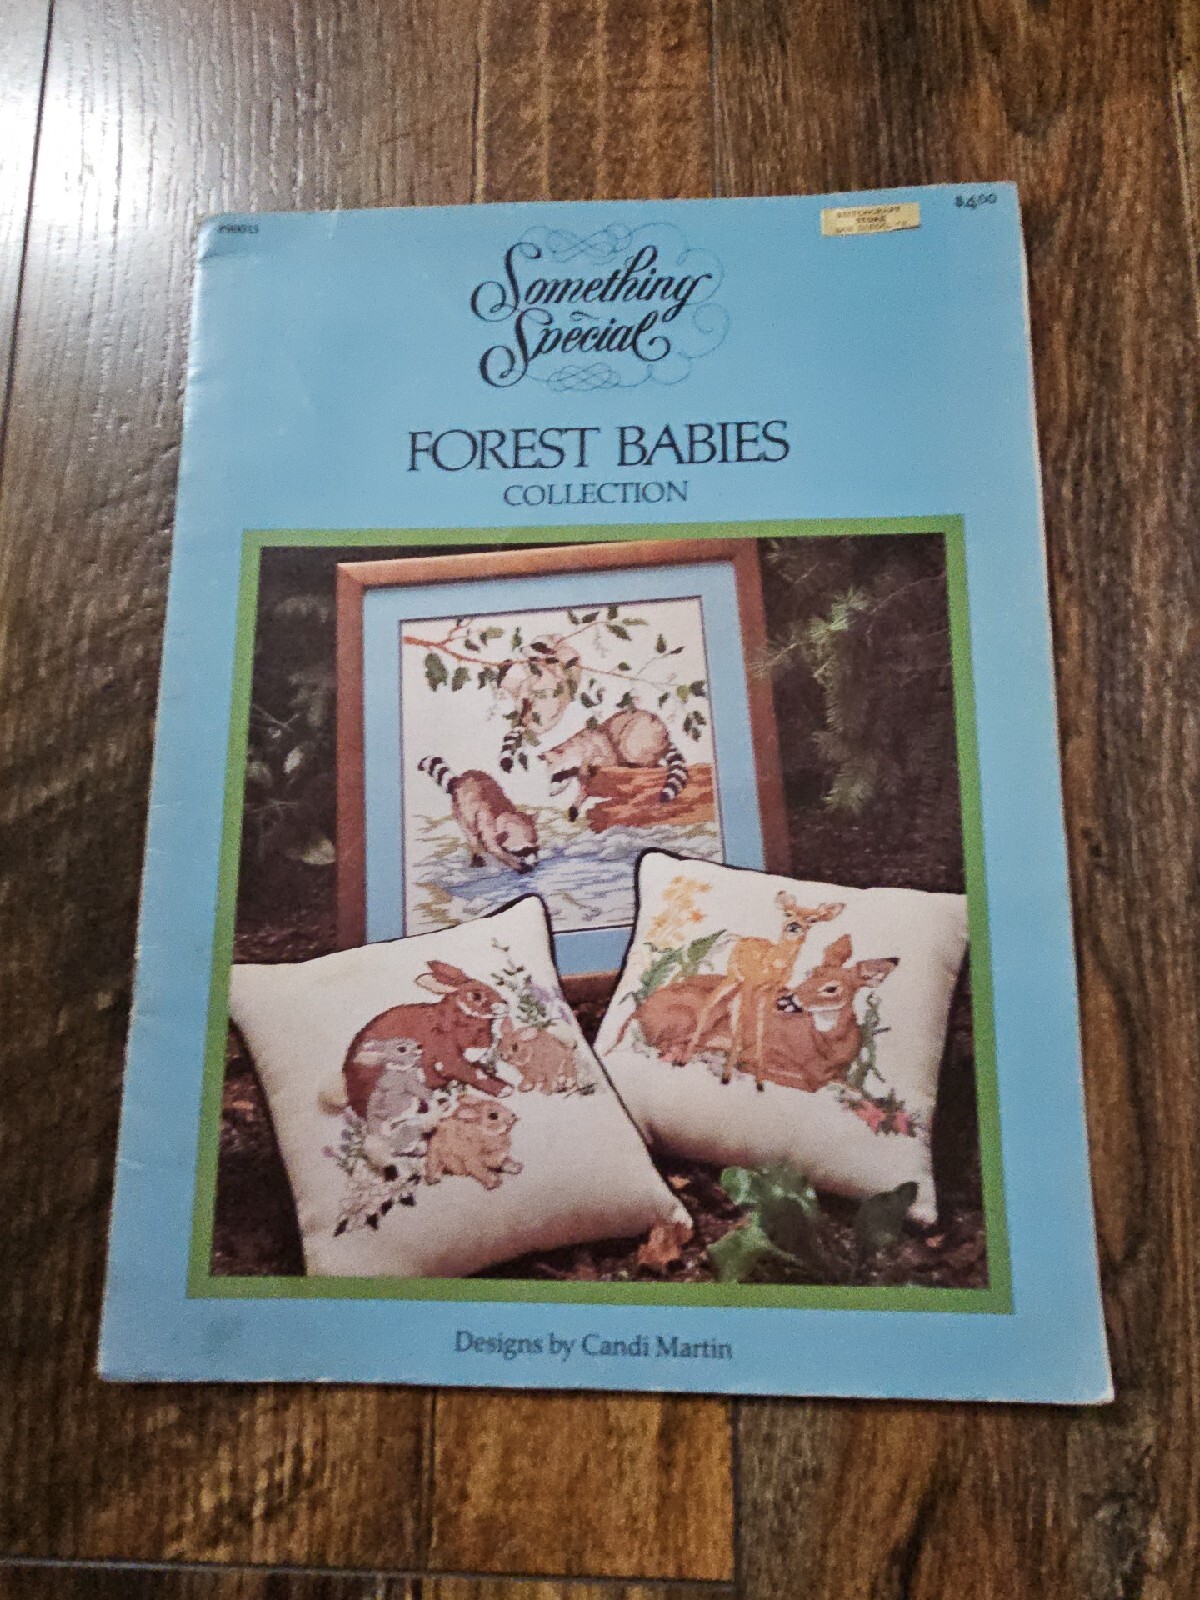 $4.00
Something
Special
FOREST BABIES
COLLECTION
Designs by Candi Martin